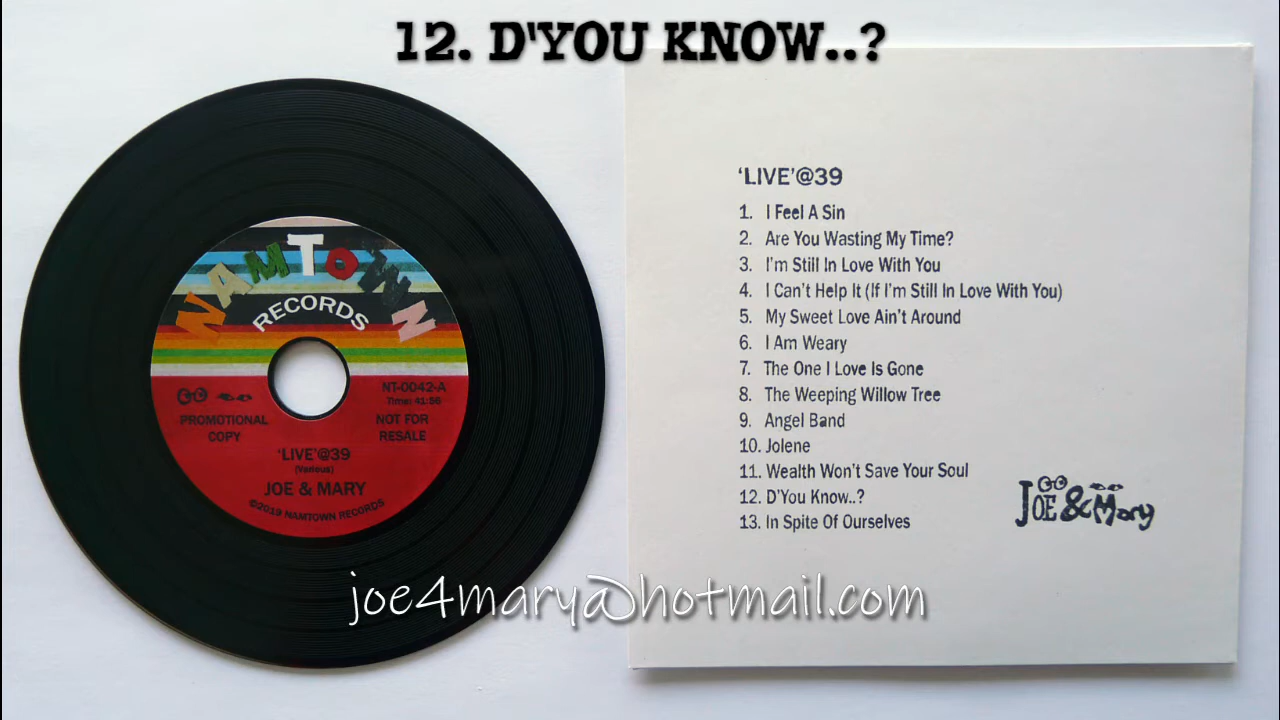 12. D'YOU KNOW..?
NAMTOWN
RECORDS
NT-0042-A
Time: 41:56
PROMOTIONAL
COPY
NOT FOR
RESALE
'LIVE'@39
(Various)
JOE & MARY
©2019 NAMTOWN RECORDS
‘LIVE’@39
1. I Feel A Sin
2. Are You Wasting My Time?
3. I'm Still In Love With You
4. I Can't Help It (If I'm Still In Love With You)
5. My Sweet Love Ain't Around
6. I Am Weary
7. The One I Love Is Gone
8. The Weeping Willow Tree
9. Angel Band
10. Jolene
11. Wealth Won't Save Your Soul
12. D'You Know..?
13. In Spite Of Ourselves
JOE & Mary
joe4mary@hotmail.com